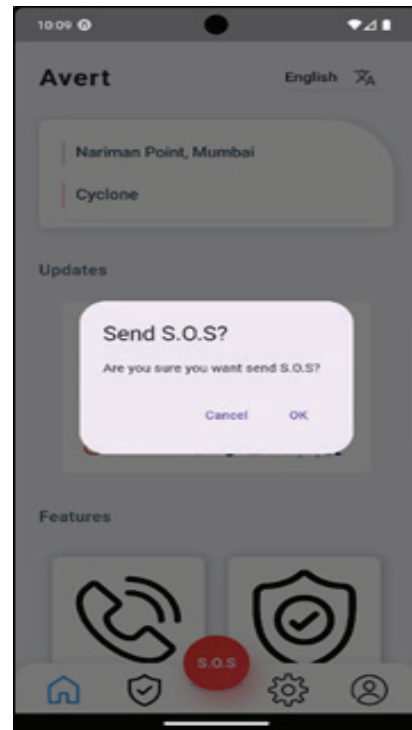 10:09
Avert
English
Nariman Point, Mumbai
Cyclone
Updates
Send S.O.S?
Are you sure you want send S.O.S?
Cancel OK
Features
S.O.S